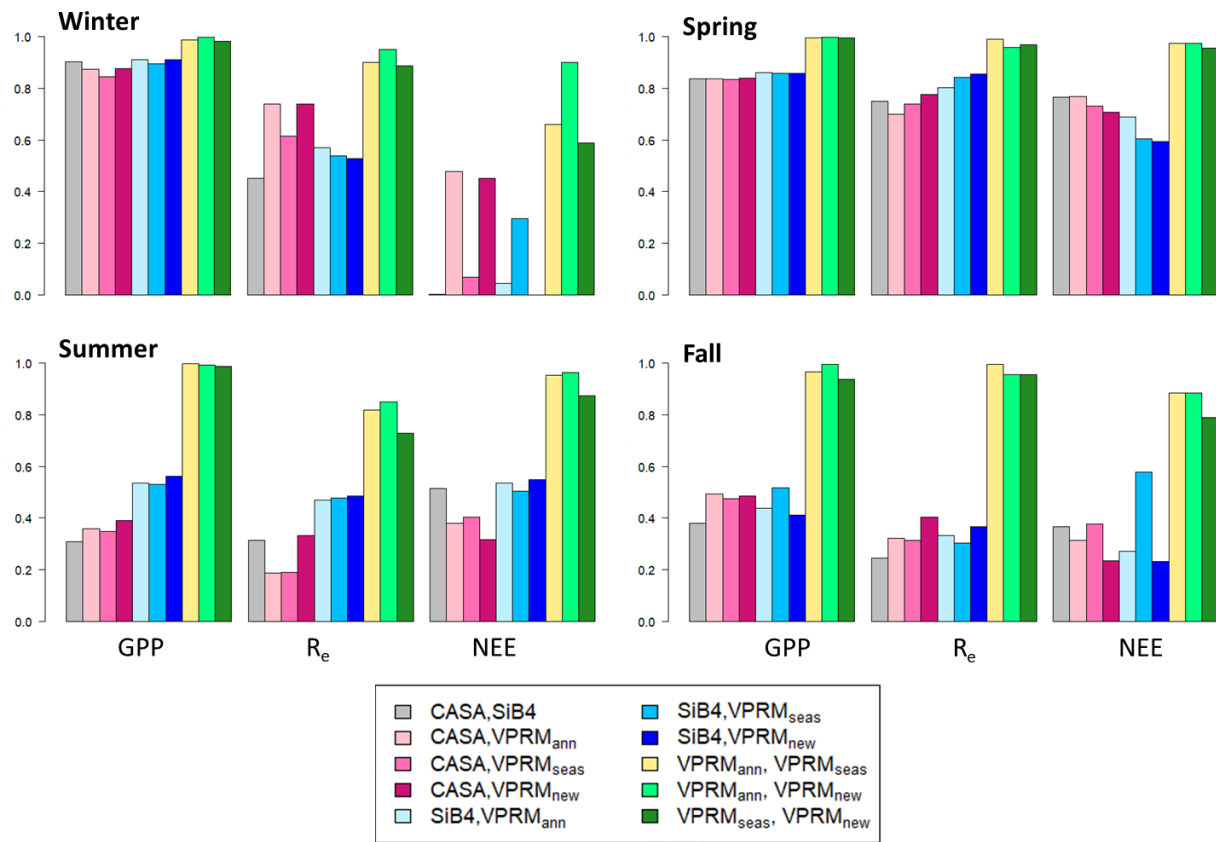 Winter
Spring
1.0
0.8
0.6
0.4
0.2
0.0
1.0
0.8
0.6
0.4
0.2
0.0
Summer
Fall
1.0
0.8
0.6
0.4
0.2
0.0
1.0
0.8
0.6
0.4
0.2
0.0
GPP Re NEE
GPP Re NEE
CASA,SiB4
CASA,VPRMann
CASA,VPRMseas
CASA,VPRMnew
SiB4,VPRMann
SiB4,VPRMseas
SiB4,VPRMnew
VPRMann, VPRMseas
VPRMann, VPRMnew
VPRMseas, VPRMnew